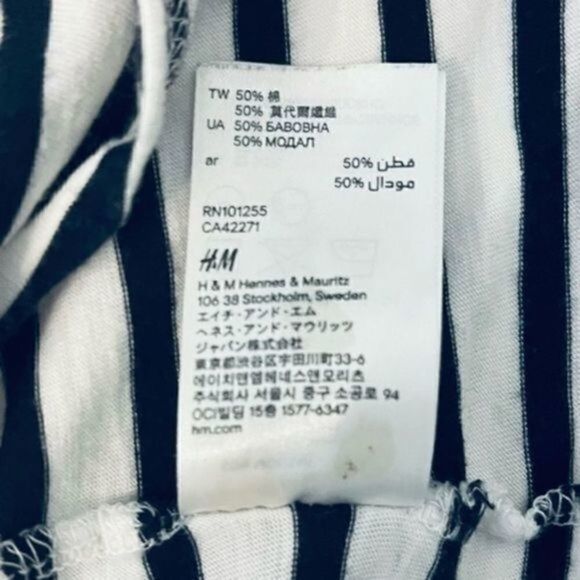 TW 50% 棉
50% 莫代爾纖維
UA 50% БАВОВНА
50% МОДАЛ
ar 50% قطن
50% مودال
RN101255
CA42271
H&M
H & M Hennes & Mauritz
106 38 Stockholm, Sweden
エイチ・アンド・エム
ヘネス・アンド・マウリッツ
ジャパン株式会社
東京都渋谷区宇田川町33-6
에이치앤엠헤네스앤모리츠
주식회사 서울시 중구 소공로 94
OCI빌딩 15층 1577-6347
hm.com